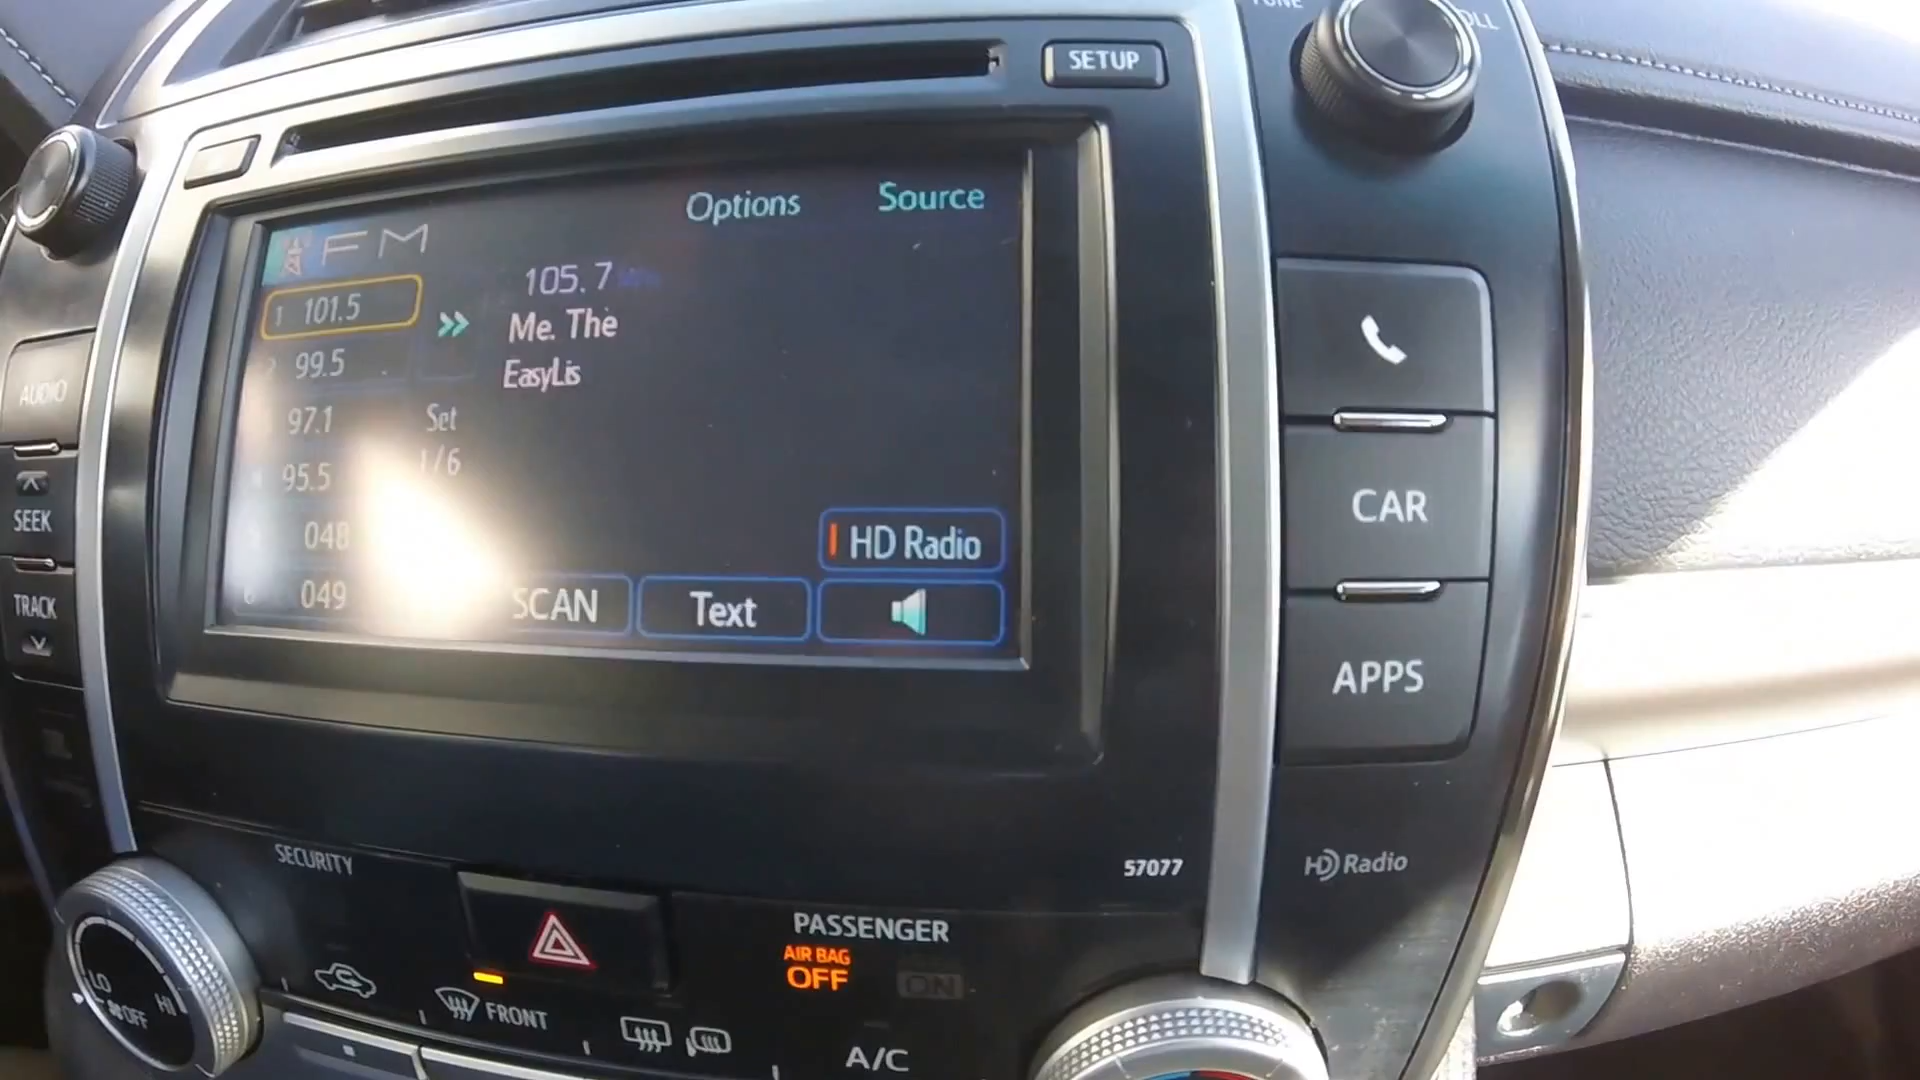 SETUP
TUNE
OLL
Options
Source
FM
105.7
1 101.5
Me. The
99.5
EasyLis
97.1
Set
95.5
1/6
048
HD Radio
049
SCAN
Text
AUDIO
SEEK
TRACK
CAR
APPS
SECURITY
57077
HD Radio
PASSENGER
AIR BAG
OFF
ON
LO
HI
OFF
FRONT
A/C